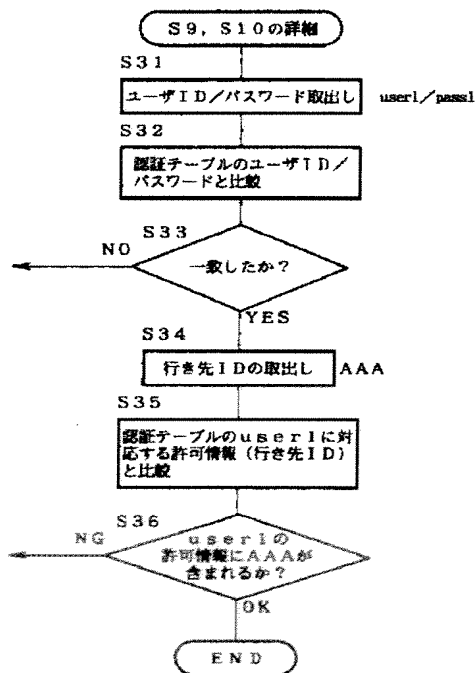 S9，S10の詳細
S31
ユーザID／パスワード取出し
user1／pass1
S32
認証テーブルのユーザID／
パスワードと比較
S33
NO
一致したか？
YES
S34
行き先IDの取出し
AAA
S35
認証テーブルのuser1に対
応する許可情報（行き先ID）
と比較
S36
NG
user1の
許可情報にAAAが
含まれるか？
OK
END